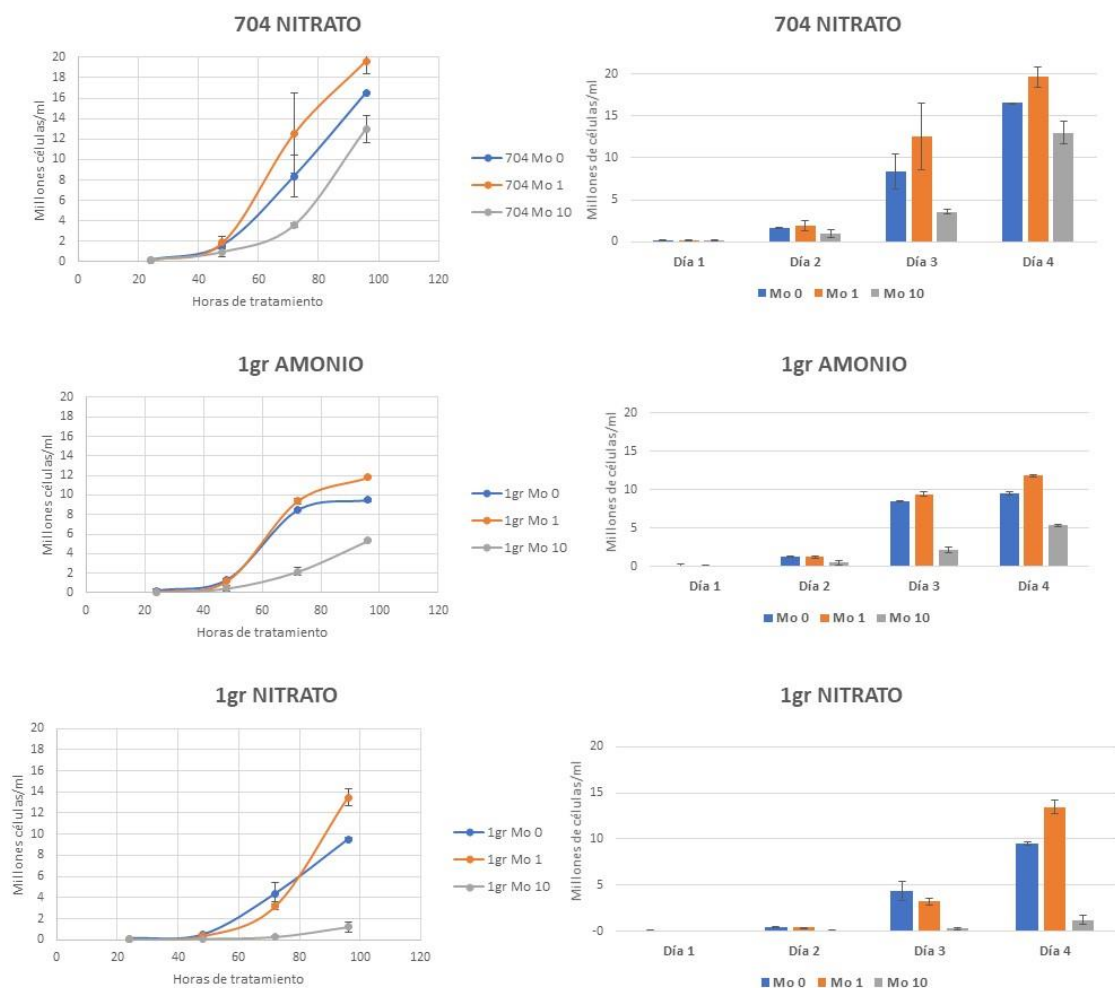 704 NITRATO
20
18
16
14
12
10
8
6
4
2
0
Millones células/ml
0 20 40 60 80 100 120
Horas de tratamiento
704 Mo 0
704 Mo 1
704 Mo 10
704 NITRATO
20
15
10
5
0
Millones de células/ml
Día 1 Día 2 Día 3 Día 4
Mo 0 Mo 1 Mo 10
1gr AMONIO
20
18
16
14
12
10
8
6
4
2
0
Millones células/ml
0 20 40 60 80 100 120
Horas de tratamiento
1gr Mo 0
1gr Mo 1
1gr Mo 10
1gr AMONIO
20
15
10
5
0
Millones de células/ml
Día 1 Día 2 Día 3 Día 4
Mo 0 Mo 1 Mo 10
1gr NITRATO
20
18
16
14
12
10
8
6
4
2
0
Millones células/ml
0 20 40 60 80 100 120
Horas de tratamiento
1gr Mo 0
1gr Mo 1
1gr Mo 10
1gr NITRATO
20
15
10
5
-0
Millones de células/ml
Día 1 Día 2 Día 3 Día 4
Mo 0 Mo 1 Mo 10